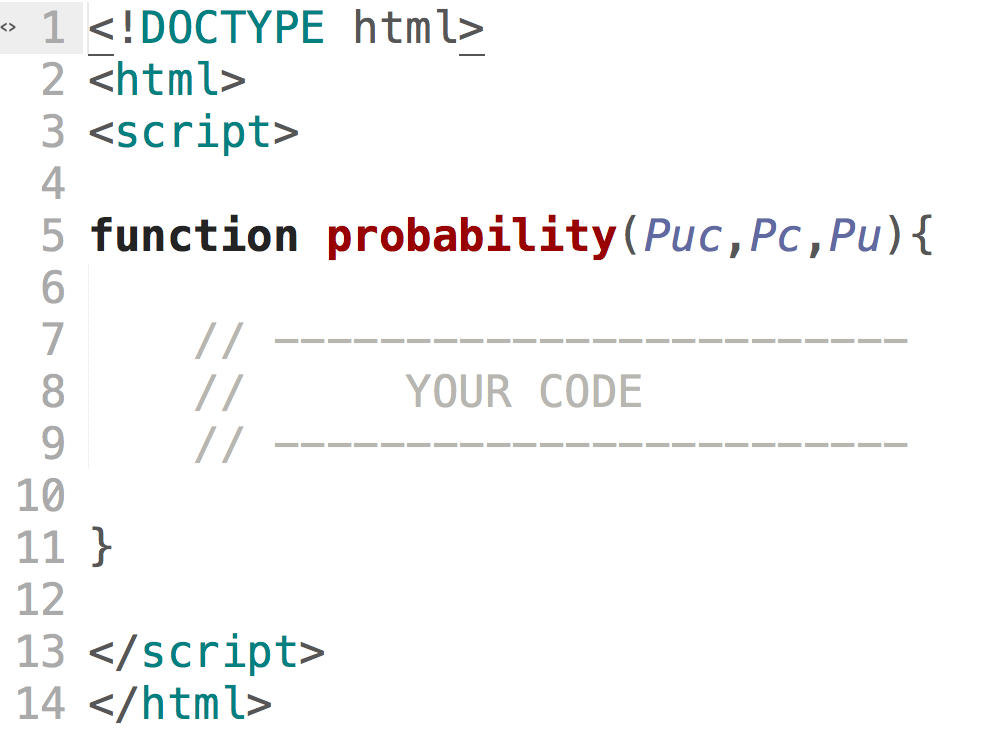 1 <!DOCTYPE html>
2 <html>
3 <script>
4
5 function probability(Puc,Pc,Pu){
6
7     // ------------------------
8     //      YOUR CODE
9     // ------------------------
10
11 }
12
13 </script>
14 </html>